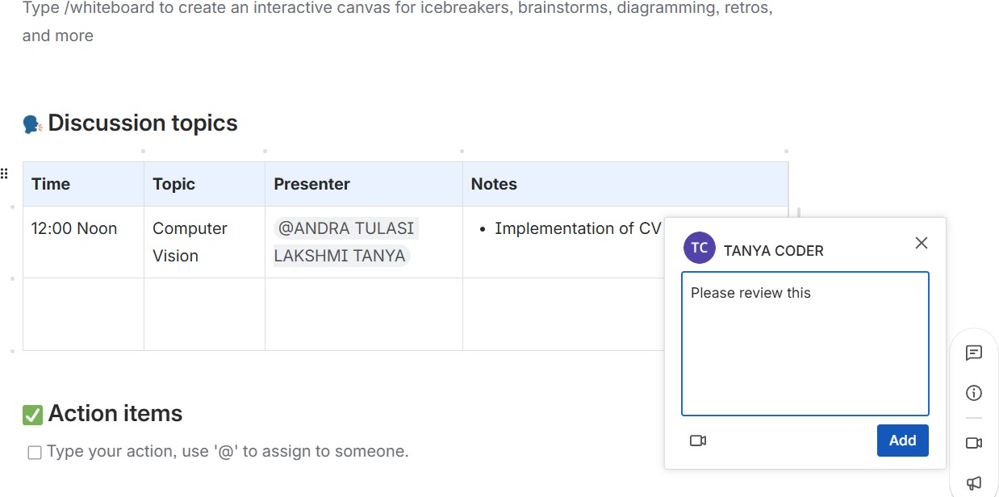 Type /whiteboard to create an interactive canvas for icebreakers, brainstorms, diagramming, retros,
and more
Discussion topics
Time Topic Presenter Notes
12:00 Noon Computer Vision @ANDRA TULASI LAKSHMI TANYA • Implementation of CV
TC TANYA CODER
Please review this
Add
Action items
Type your action, use '@' to assign to someone.